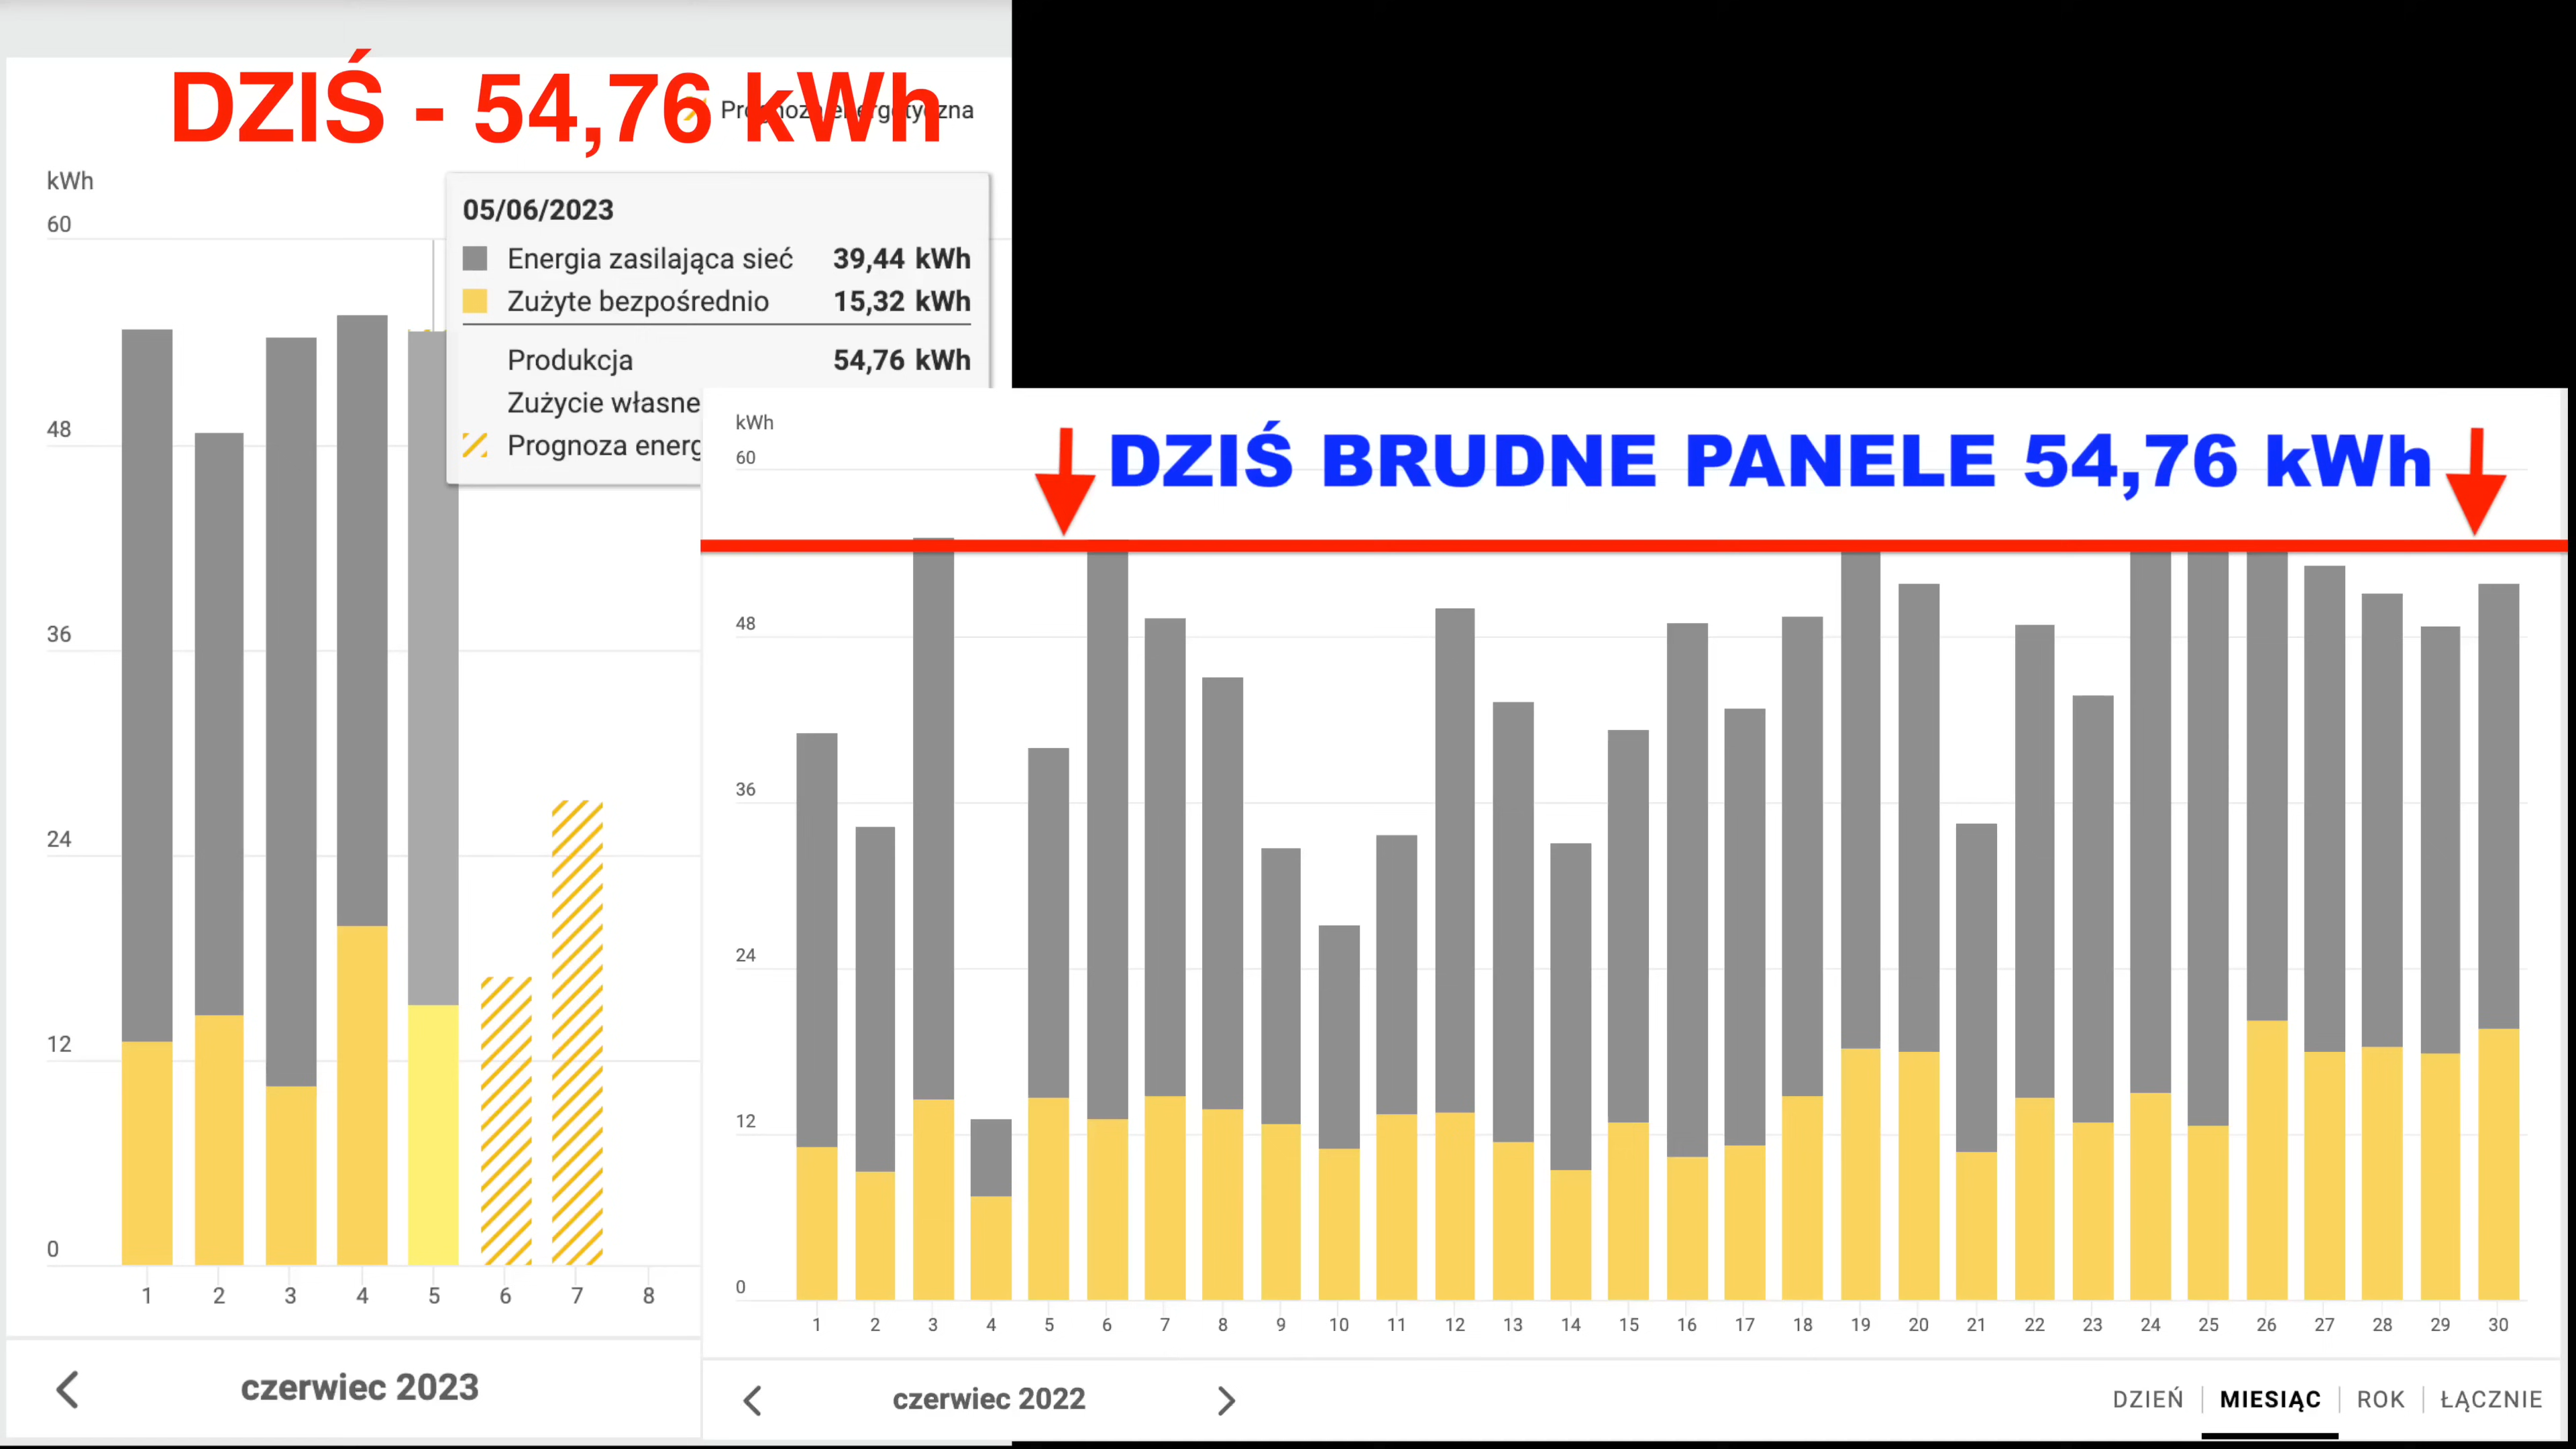 DZIŚ - 54,76 kWh
Prognoza energetyczna
kWh
60
48
36
24
12
0
05/06/2023
Energia zasilająca sieć 39,44 kWh
Zużyte bezpośrednio 15,32 kWh
Produkcja 54,76 kWh
Zużycie własne
Prognoza energ
1 2 3 4 5 6 7 8
czerwiec 2023
kWh
DZIŚ BRUDNE PANELE 54,76 kWh
60
48
36
24
12
0
1 2 3 4 5 6 7 8 9 10 11 12 13 14 15 16 17 18 19 20 21 22 23 24 25 26 27 28 29 30
czerwiec 2022
DZIEŃ MIESIĄC ROK ŁĄCZNIE